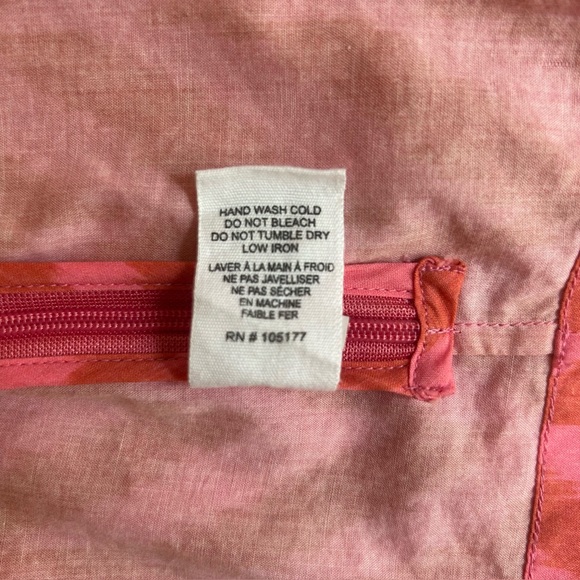 HAND WASH COLD
DO NOT BLEACH
DO NOT TUMBLE DRY
LOW IRON
LAVER À LA MAIN À FROID
NE PAS JAVELLISER
NE PAS SÉCHER
EN MACHINE
FAIBLE FER
RN # 105177